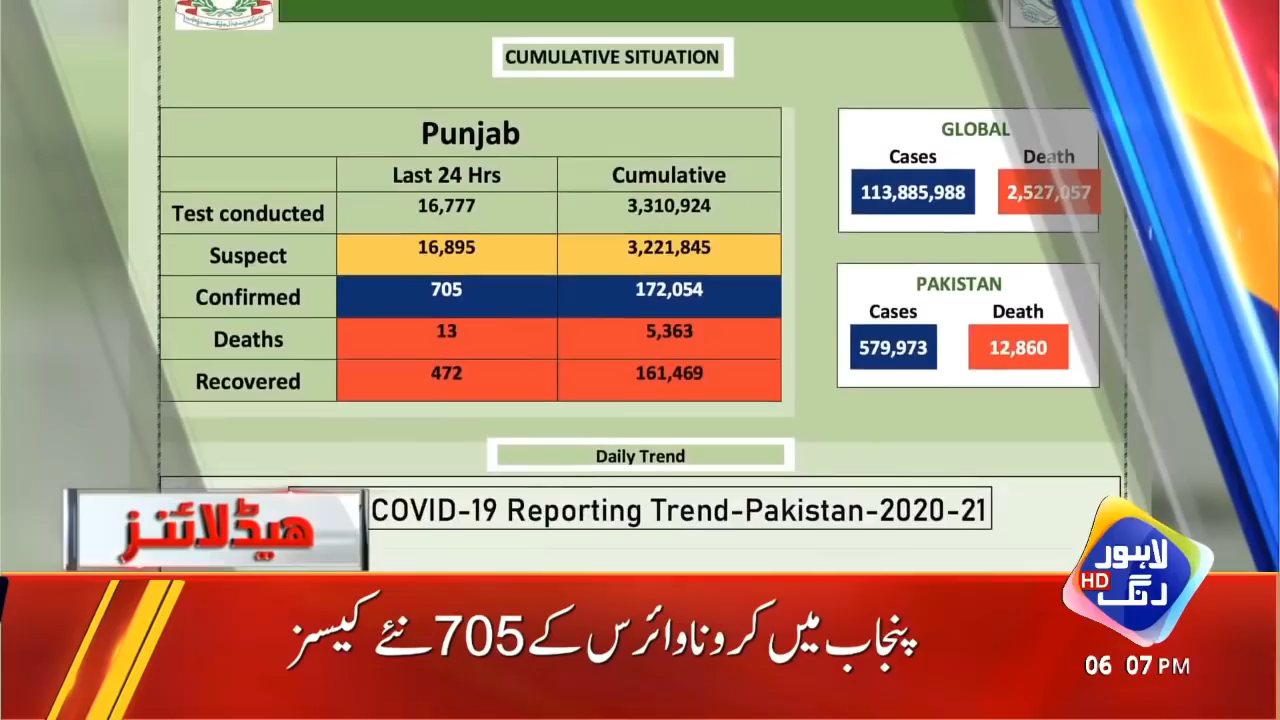 CUMULATIVE SITUATION
Punjab
Last 24 Hrs Cumulative
Test conducted 16,777 3,310,924
Suspect 16,895 3,221,845
Confirmed 705 172,054
Deaths 13 5,363
Recovered 472 161,469
GLOBAL
Cases Death
113,885,988 2,527,057
PAKISTAN
Cases Death
579,973 12,860
Daily Trend
COVID-19 Reporting Trend-Pakistan-2020-21
ہیڈلائنز
پنجاب میں کرونا وائرس کے 705 نئے کیسز
لاہور
رنگ HD
06 07 PM